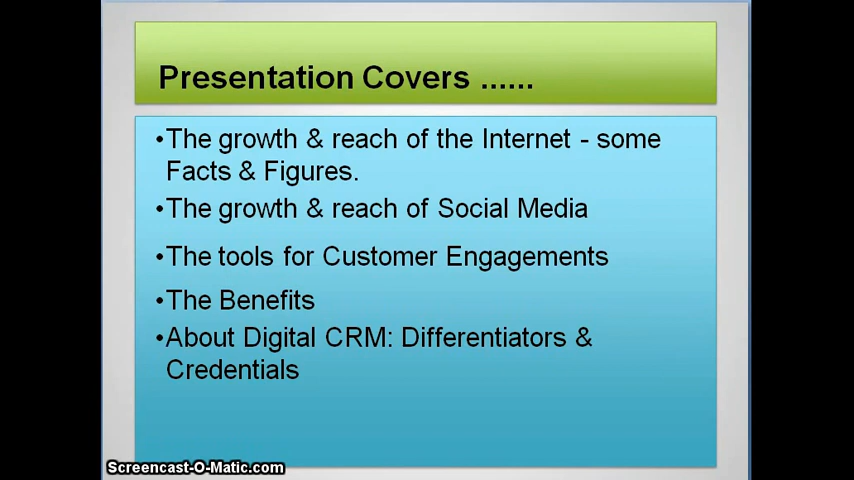 Presentation Covers ......
•The growth & reach of the Internet - some
Facts & Figures.
•The growth & reach of Social Media
•The tools for Customer Engagements
•The Benefits
•About Digital CRM: Differentiators &
Credentials
Screencast-O-Matic.com